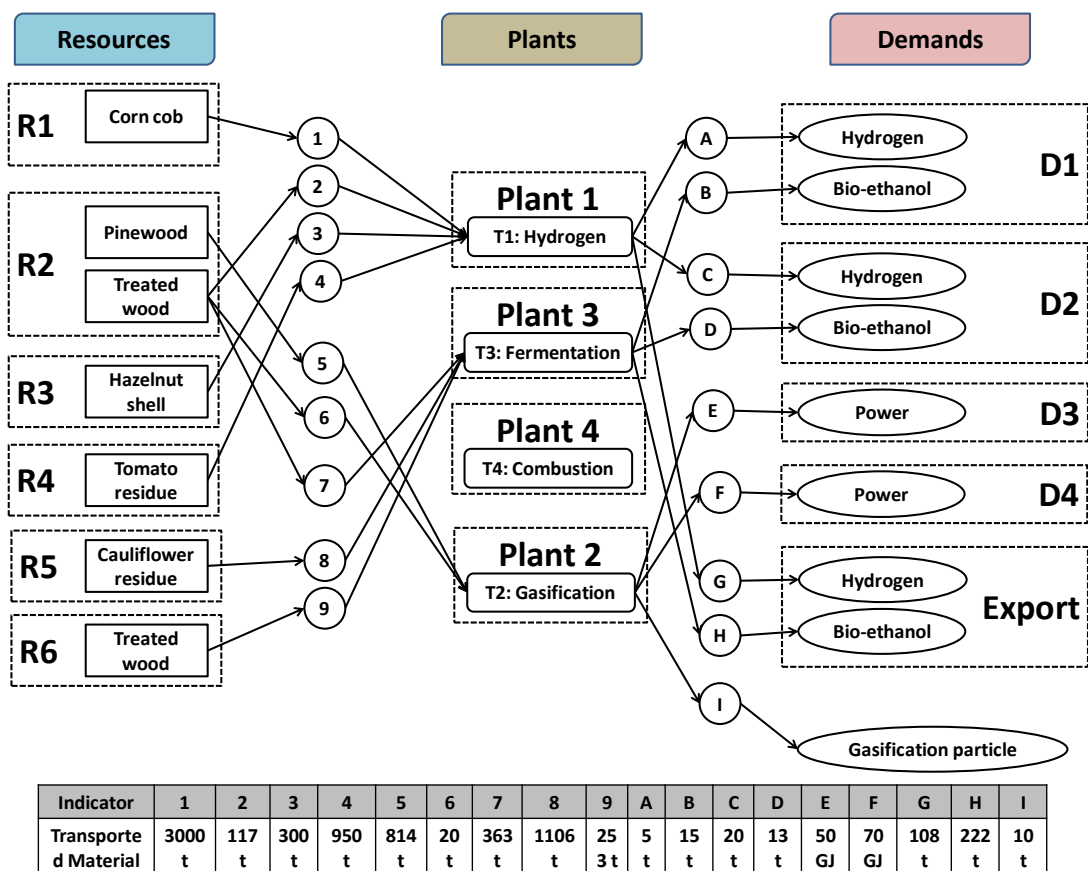 Resources
Plants
Demands
R1
Corn cob
R2
Pinewood
Treated
wood
R3
Hazelnut
shell
R4
Tomato
residue
R5
Cauliflower
residue
R6
Treated
wood
1
2
3
4
5
6
7
8
9
Plant 1
T1: Hydrogen
Plant 3
T3: Fermentation
Plant 4
T4: Combustion
Plant 2
T2: Gasification
A
B
C
D
E
F
G
H
I
Hydrogen
Bio-ethanol
D1
Hydrogen
Bio-ethanol
D2
Power
D3
Power
D4
Hydrogen
Bio-ethanol
Export
Gasification particle
Indicator 1 2 3 4 5 6 7 8 9 A B C D E F G H I
Transporte 3000 117 300 950 814 20 363 1106 25 5 15 20 13 50 70 108 222 10
d Material t t t t t t t t 3 t t t t t GJ GJ t t t